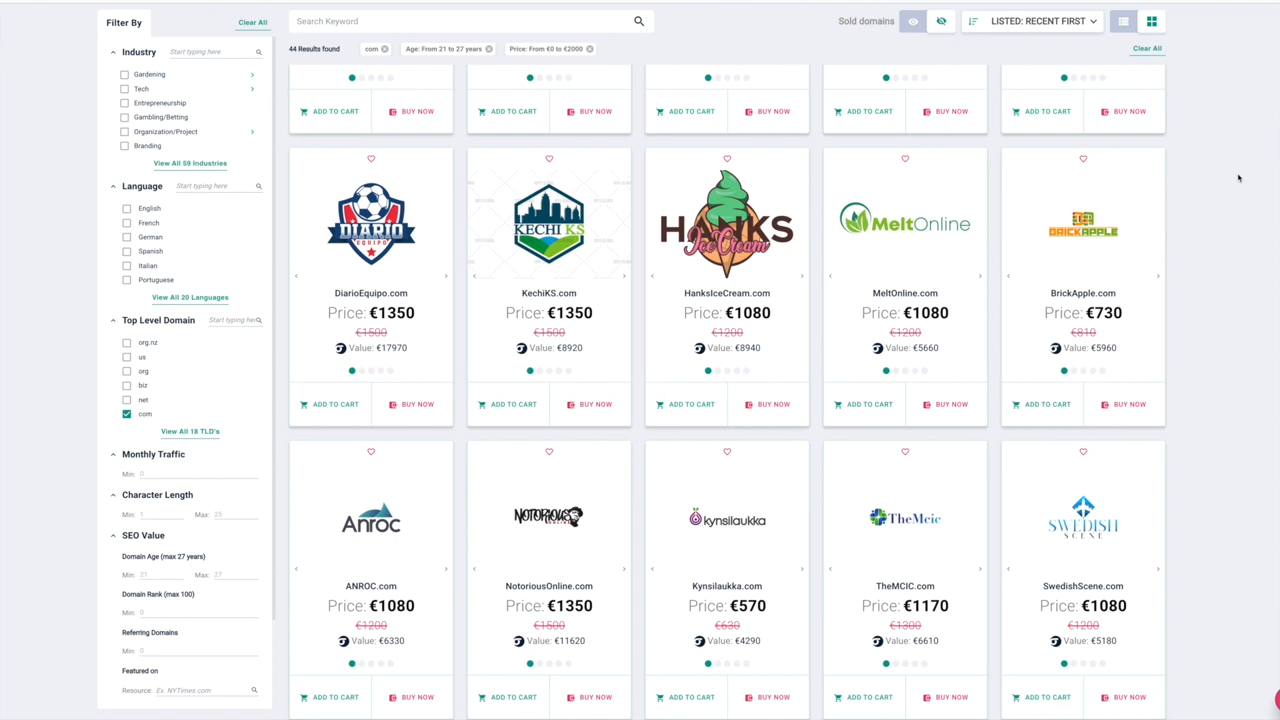 Filter By
Clear All
Search Keyword
Sold domains
LISTED: RECENT FIRST
44 Results found
com
Age: From 21 to 27 years
Price: From €0 to €2000
Clear All
Industry
Start typing here
Gardening
Tech
Entrepreneurship
Gambling/Betting
Organization/Project
Branding
View All 59 Industries
Language
Start typing here
English
French
German
Spanish
Italian
Portuguese
View All 20 Languages
Top Level Domain
Start typing her
org.nz
us
org
biz
net
com
View All 18 TLD's
Monthly Traffic
Min: 0
Character Length
Min: 1 Max: 25
SEO Value
Domain Age (max 27 years)
Min: 21 Max: 27
Domain Rank (max 100)
Min: 0
Referring Domains
Min: 0
Featured on
Resource: Ex. NYTimes.com
ADD TO CART BUY NOW ADD TO CART BUY NOW ADD TO CART BUY NOW ADD TO CART BUY NOW ADD TO CART BUY NOW
DIARIO
EQUIPO
KECHI KS
HANKS
Ice Cream
MeltOnline
BRICKAPPLE
DiarioEquipo.com KechiKS.com HanksIceCream.com MeltOnline.com BrickApple.com
Price: €1350 Price: €1350 Price: €1080 Price: €1080 Price: €730
€1500 €1500 €1200 €1200 €810
Value: €17970 Value: €8920 Value: €8940 Value: €5660 Value: €5960
ADD TO CART BUY NOW ADD TO CART BUY NOW ADD TO CART BUY NOW ADD TO CART BUY NOW ADD TO CART BUY NOW
Anroc
NOTORIOUS
ONLINE
kynsilaukka
TheMcic
SWEDISH
SCENE
ANROC.com NotoriousOnline.com Kynsilaukka.com TheMCIC.com SwedishScene.com
Price: €1080 Price: €1350 Price: €570 Price: €1170 Price: €1080
€1200 €1500 €630 €1300 €1200
Value: €6330 Value: €11620 Value: €4290 Value: €6610 Value: €5180
ADD TO CART BUY NOW ADD TO CART BUY NOW ADD TO CART BUY NOW ADD TO CART BUY NOW ADD TO CART BUY NOW